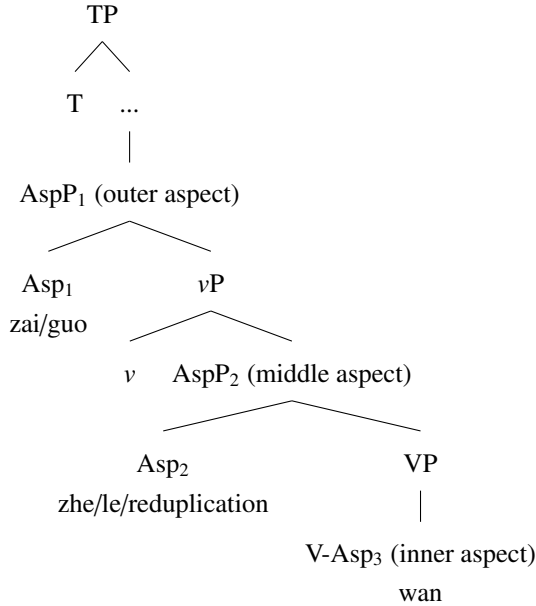 TP
T ...
AspP₁ (outer aspect)
Asp₁ vP
zai/guo
v AspP₂ (middle aspect)
Asp₂ VP
zhe/le/reduplication
V-Asp₃ (inner aspect)
wan